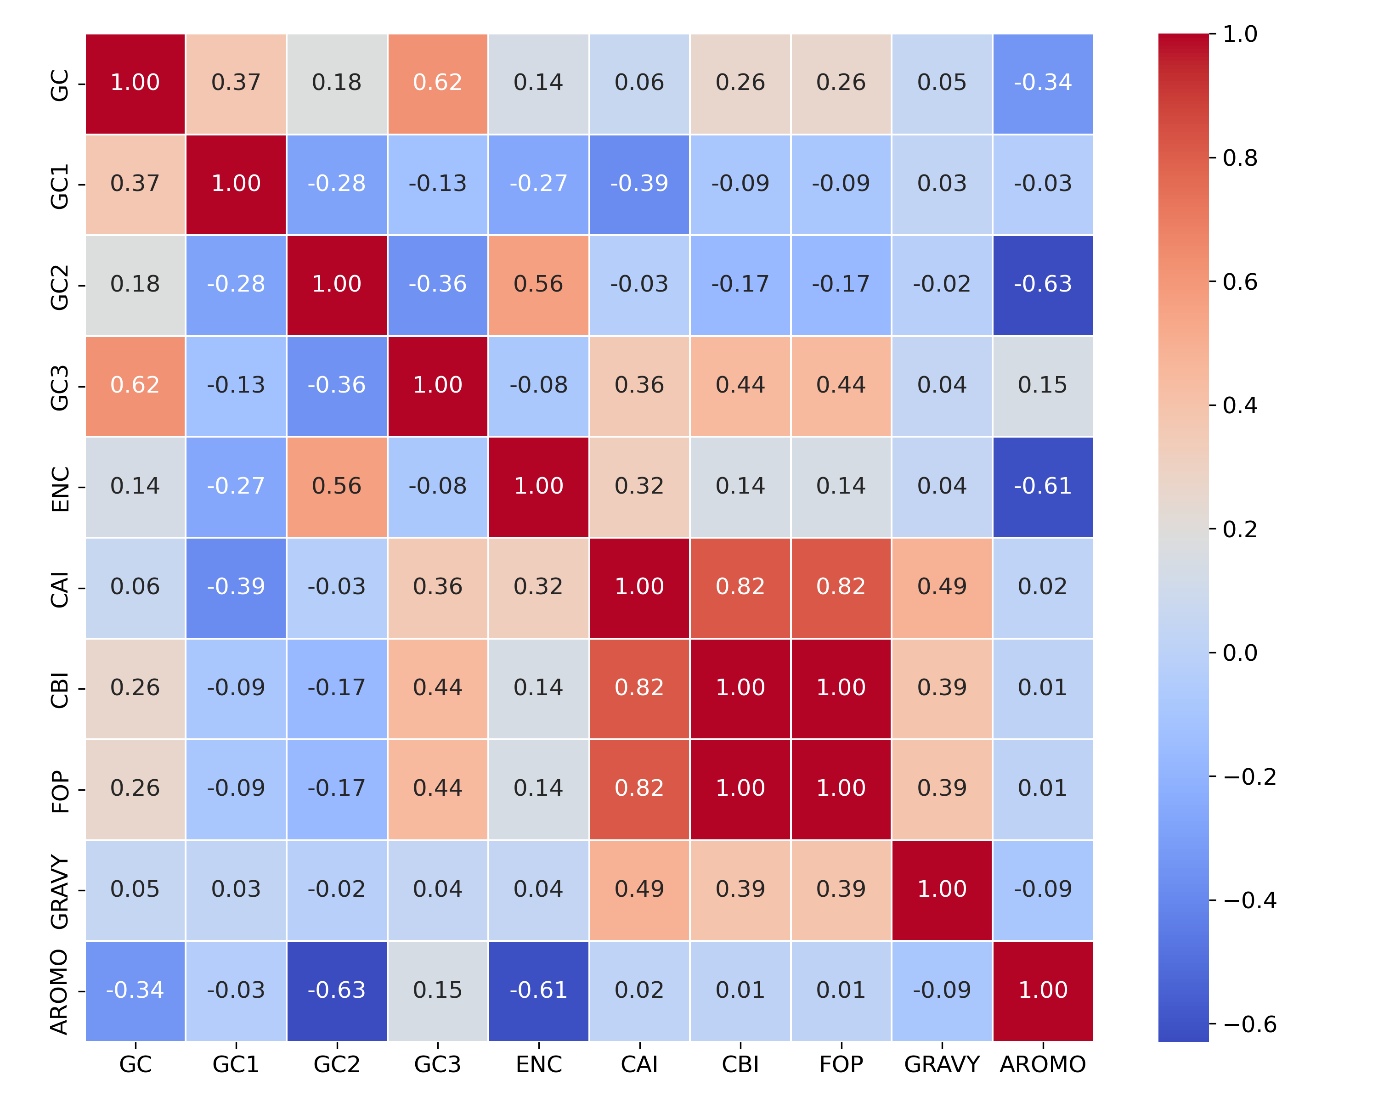 GC 1.00 0.37 0.18 0.62 0.14 0.06 0.26 0.26 0.05 -0.34
GC1 0.37 1.00 -0.28 -0.13 -0.27 -0.39 -0.09 -0.09 0.03 -0.03
GC2 0.18 -0.28 1.00 -0.36 0.56 -0.03 -0.17 -0.17 -0.02 -0.63
GC3 0.62 -0.13 -0.36 1.00 -0.08 0.36 0.44 0.44 0.04 0.15
ENC 0.14 -0.27 0.56 -0.08 1.00 0.32 0.14 0.14 0.04 -0.61
CAI 0.06 -0.39 -0.03 0.36 0.32 1.00 0.82 0.82 0.49 0.02
CBI 0.26 -0.09 -0.17 0.44 0.14 0.82 1.00 1.00 0.39 0.01
FOP 0.26 -0.09 -0.17 0.44 0.14 0.82 1.00 1.00 0.39 0.01
GRAVY 0.05 0.03 -0.02 0.04 0.04 0.49 0.39 0.39 1.00 -0.09
AROMO -0.34 -0.03 -0.63 0.15 -0.61 0.02 0.01 0.01 -0.09 1.00
GC GC1 GC2 GC3 ENC CAI CBI FOP GRAVY AROMO
1.0
0.8
0.6
0.4
0.2
0.0
−0.2
−0.4
−0.6